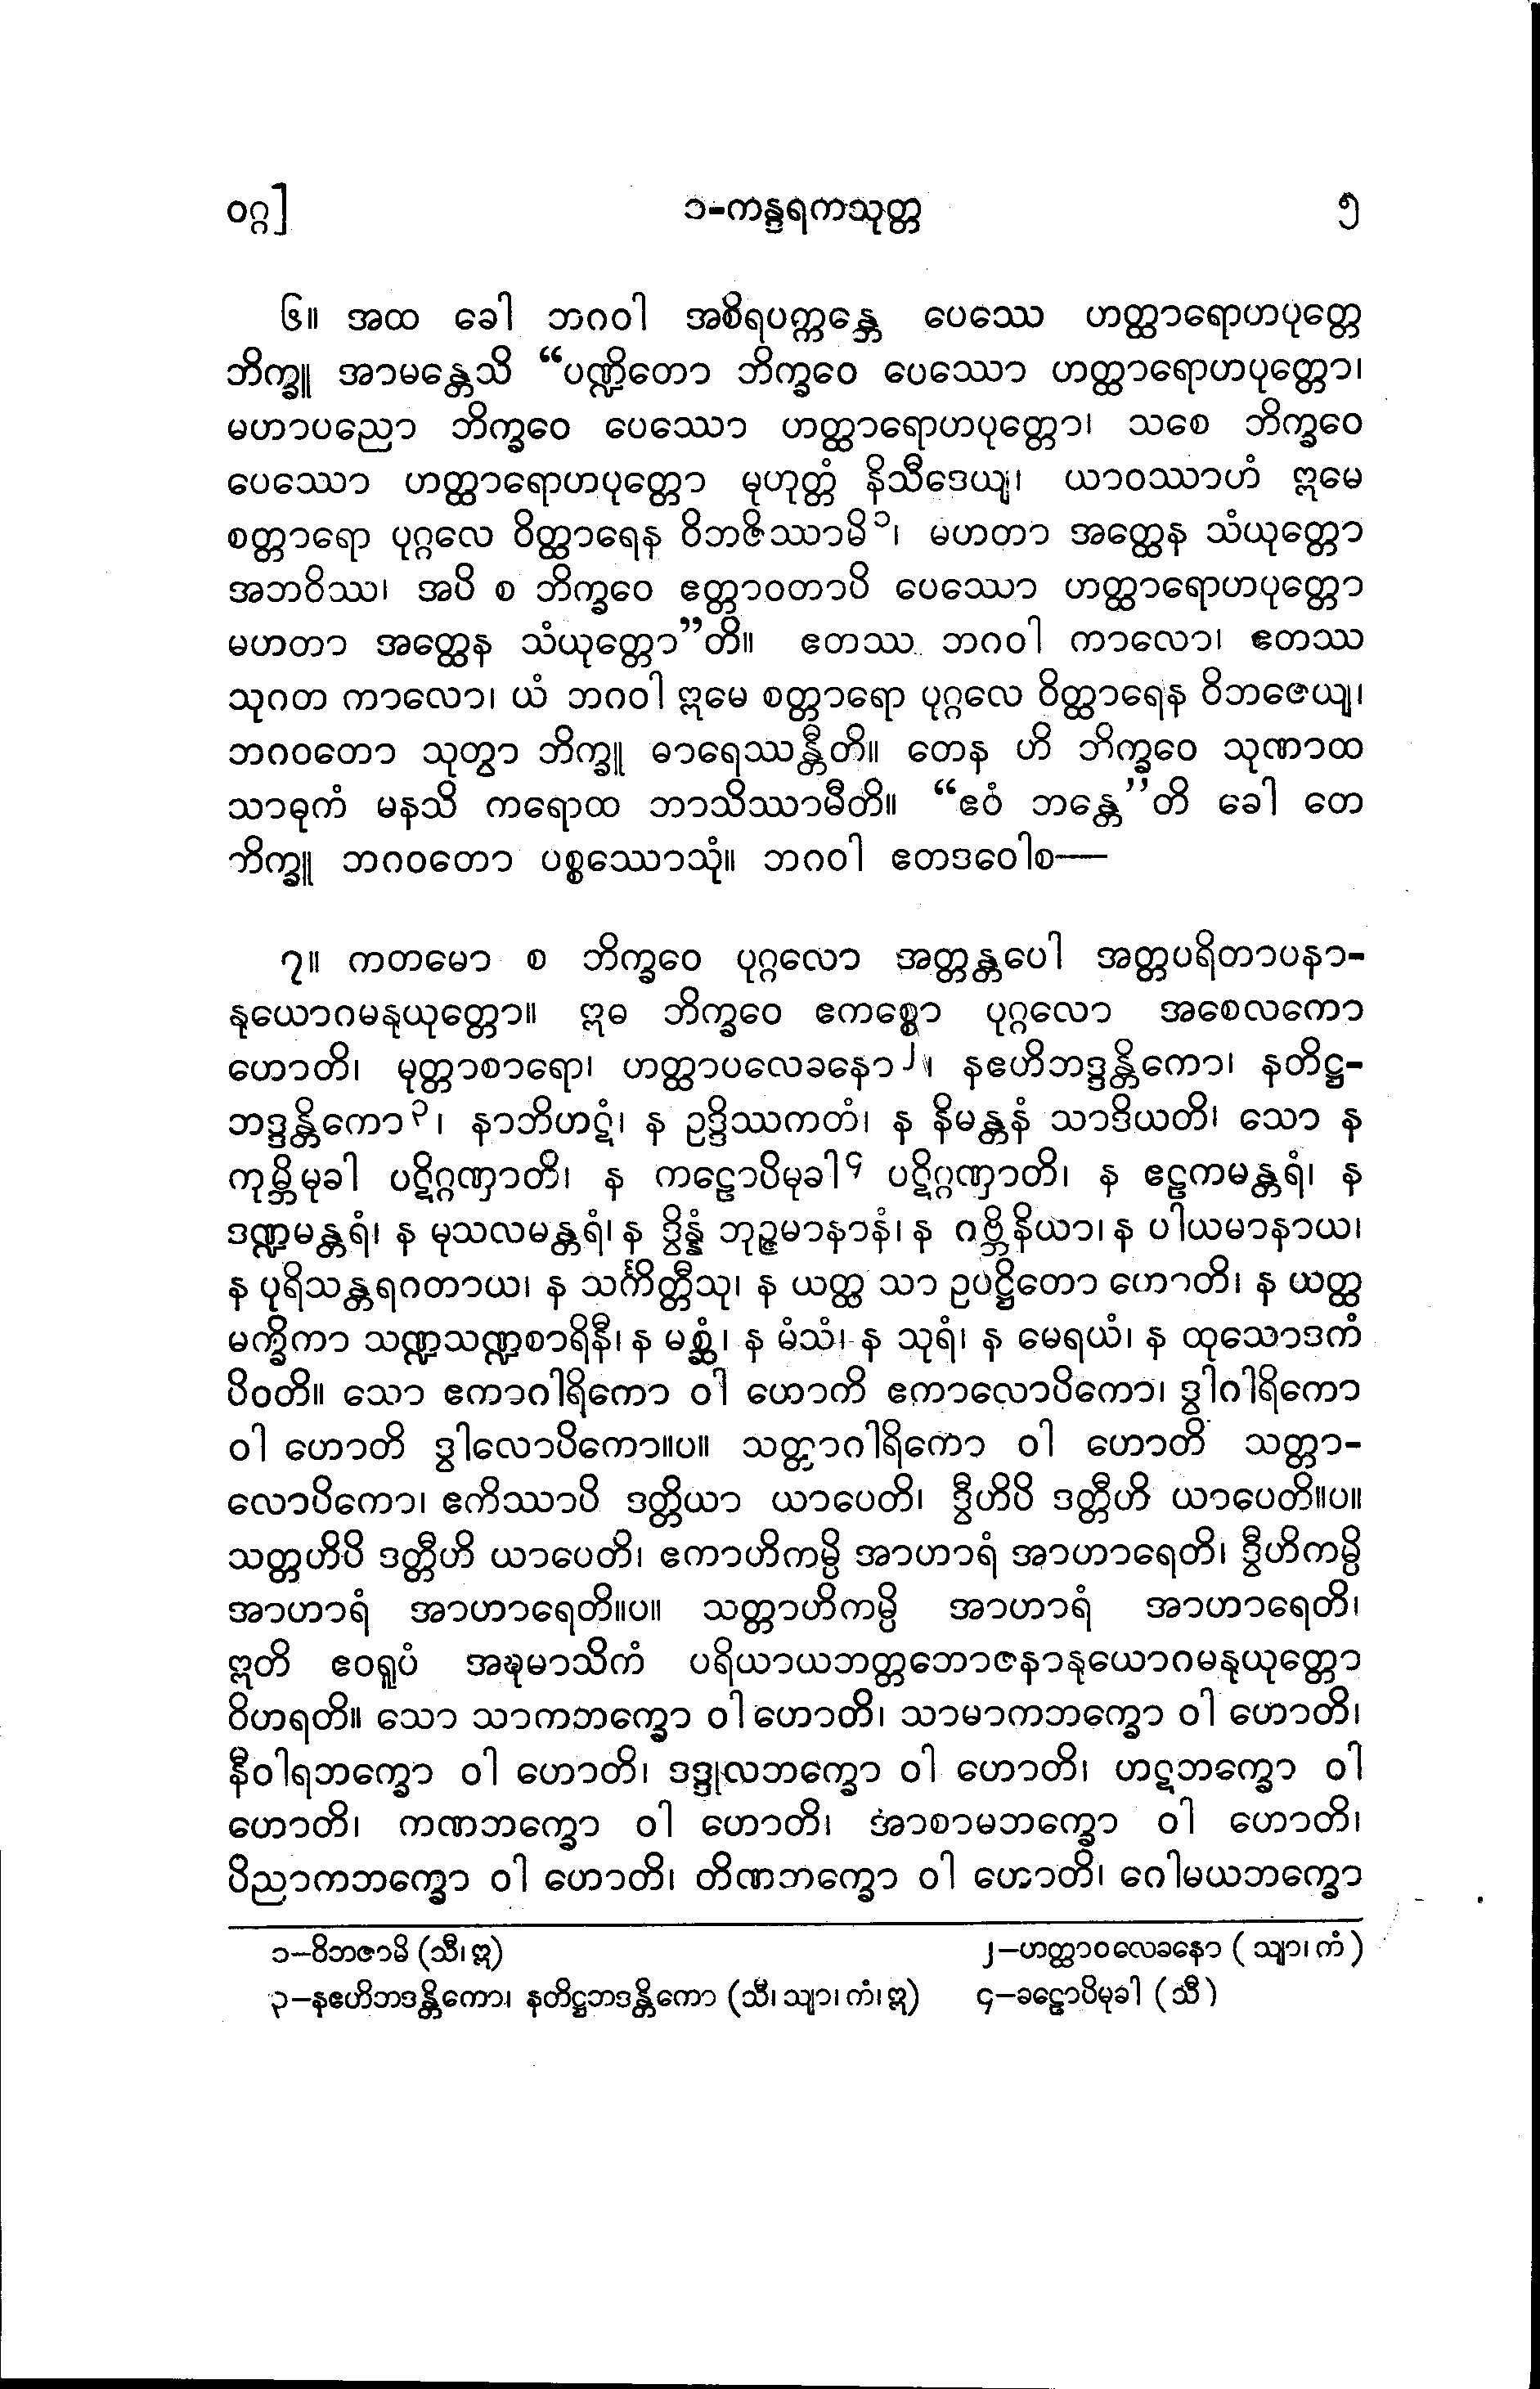 ဝဂ္ဂ]
၁-ကန္ဒရကသုတ္တ
၅
၆။ အထ ခေါ ဘဂဝါ အစိရပက္ကန္တေ ပေဿေ ဟတ္ထာရောဟပုတ္တေ
ဘိက္ခူ အာမန္တေသိ “ပဏ္ဍိတော ဘိက္ခဝေ ပေဿော ဟတ္ထာရောဟပုတ္တော၊
မဟာပညော ဘိက္ခဝေ ပေဿော ဟတ္ထာရောဟပုတ္တော၊ သစေ ဘိက္ခဝေ
ပေဿော ဟတ္ထာရောဟပုတ္တော မုဟုတ္တံ နိသီဒေယျ၊ ယာဝဿာဟံ ဣမေ
စတ္တာရော ပုဂ္ဂလေ ဝိတ္ထာရေန ဝိဘဇိဿာမိ၁၊ မဟတာ အတ္ထေန သံယုတ္တော
အဘဝိဿ၊ အပိ စ ဘိက္ခဝေ ဧတ္တာဝတာပိ ပေဿော ဟတ္ထာရောဟပုတ္တော
မဟတာ အတ္ထေန သံယုတ္တော”တိ။ ဧတဿ ဘဂဝါ ကာလော၊ ဧတဿ
သုဂတ ကာလော၊ ယံ ဘဂဝါ ဣမေ စတ္တာရော ပုဂ္ဂလေ ဝိတ္ထာရေန ဝိဘဇေယျ၊
ဘဂဝတော သုတွာ ဘိက္ခူ ဓာရေဿန္တီတိ။ တေန ဟိ ဘိက္ခဝေ သုဏာထ
သာဓုကံ မနသိ ကရောထ ဘာသိဿာမီတိ။ “ဧဝံ ဘန္တေ”တိ ခေါ တေ
ဘိက္ခူ ဘဂဝတော ပစ္စဿောသုံ။ ဘဂဝါ ဧတဒဝေါစ—
၇။ ကတမော စ ဘိက္ခဝေ ပုဂ္ဂလော အတ္တန္တပေါ အတ္တပရိတာပနာ-
နုယောဂမနုယုတ္တော။ ဣဓ ဘိက္ခဝေ ဧကစ္စော ပုဂ္ဂလော အစေလကော
ဟောတိ၊ မုတ္တာစာရော၊ ဟတ္ထာပလေခနော၂၊ နဧဟိဘဒ္ဒန္တိကော၊ နတိဋ္ဌ-
ဘဒ္ဒန္တိကော၃၊ နာဘိဟဋံ၊ န ဥဒ္ဒိဿကတံ၊ န နိမန္တနံ သာဒိယတိ၊ သော န
ကုမ္ဘိမုခါ ပဋိဂ္ဂဏှာတိ၊ န ကဠောပိမုခါ၄ ပဋိဂ္ဂဏှာတိ၊ န ဧဠကမန္တရံ၊ န
ဒဏ္ဍမန္တရံ၊ န မုသလမန္တရံ၊ န ဒွိန္နံ ဘုဉ္ဇမာနာနံ၊ န ဂဗ္ဘိနိယာ၊ န ပါယမာနာယ၊
န ပုရိသန္တရဂတာယ၊ န သင်္ကိတ္တီသု၊ န ယတ္ထ သာ ဥပဋ္ဌိတော ဟောတိ၊ န ယတ္ထ
မက္ခိကာ သဏ္ဍသဏ္ဍစာရိနီ၊ န မစ္ဆံ၊ န မံသံ၊ န သုရံ၊ န မေရယံ၊ န ထုသောဒကံ
ပိဝတိ။ သော ဧကာဂါရိကော ဝါ ဟောတိ ဧကာလောပိကော၊ ဒွါဂါရိကော
ဝါ ဟောတိ ဒွါလောပိကော။ပ။ သတ္တာဂါရိကော ဝါ ဟောတိ သတ္တာ-
လောပိကော၊ ဧကိဿာပိ ဒတ္တိယာ ယာပေတိ၊ ဒွီဟိပိ ဒတ္တီဟိ ယာပေတိ။ပ။
သတ္တဟိပိ ဒတ္တီဟိ ယာပေတိ၊ ဧကာဟိကမ္ပိ အာဟာရံ အာဟာရေတိ၊ ဒွီဟိကမ္ပိ
အာဟာရံ အာဟာရေတိ။ပ။ သတ္တာဟိကမ္ပိ အာဟာရံ အာဟာရေတိ၊
ဣတိ ဧဝရူပံ အဍ္ဎမာသိကံ ပရိယာယဘတ္တဘောဇနာနုယောဂမနုယုတ္တော
ဝိဟရတိ။ သော သာကဘက္ခော ဝါ ဟောတိ၊ သာမာကဘက္ခော ဝါ ဟောတိ၊
နီဝါရဘက္ခော ဝါ ဟောတိ၊ ဒဒ္ဒုလဘက္ခော ဝါ ဟောတိ၊ ဟဋဘက္ခော ဝါ
ဟောတိ၊ ကဏဘက္ခော ဝါ ဟောတိ၊ အာစာမဘက္ခော ဝါ ဟောတိ၊
ပိညာကဘက္ခော ဝါ ဟောတိ၊ တိဏဘက္ခော ဝါ ဟောတိ၊ ဂေါမယဘက္ခော
၁–ဝိဘဇာမိ (သီ၊ ဣ)
၂–ဟတ္ထာဝလေခနော (သျာ၊ ကံ)
၃–နဧဟိဘဒန္တိကော၊ နတိဋ္ဌဘဒန္တိကော (သီ၊ သျာ၊ ကံ၊ ဣ)
၄–ခဠောပိမုခါ (သီ)